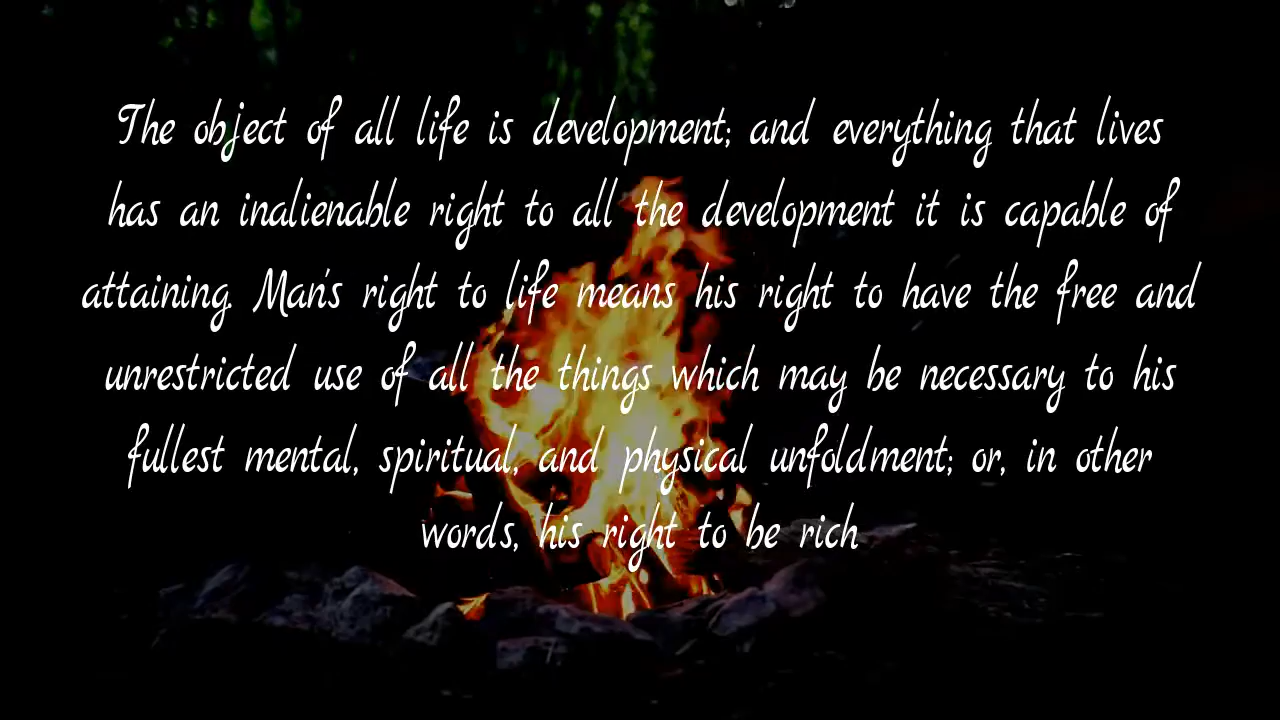 The object of all life is development; and everything that lives
has an inalienable right to all the development it is capable of
attaining. Man's right to life means his right to have the free and
unrestricted use of all the things which may be necessary to his
fullest mental, spiritual, and physical unfoldment; or, in other
words, his right to be rich